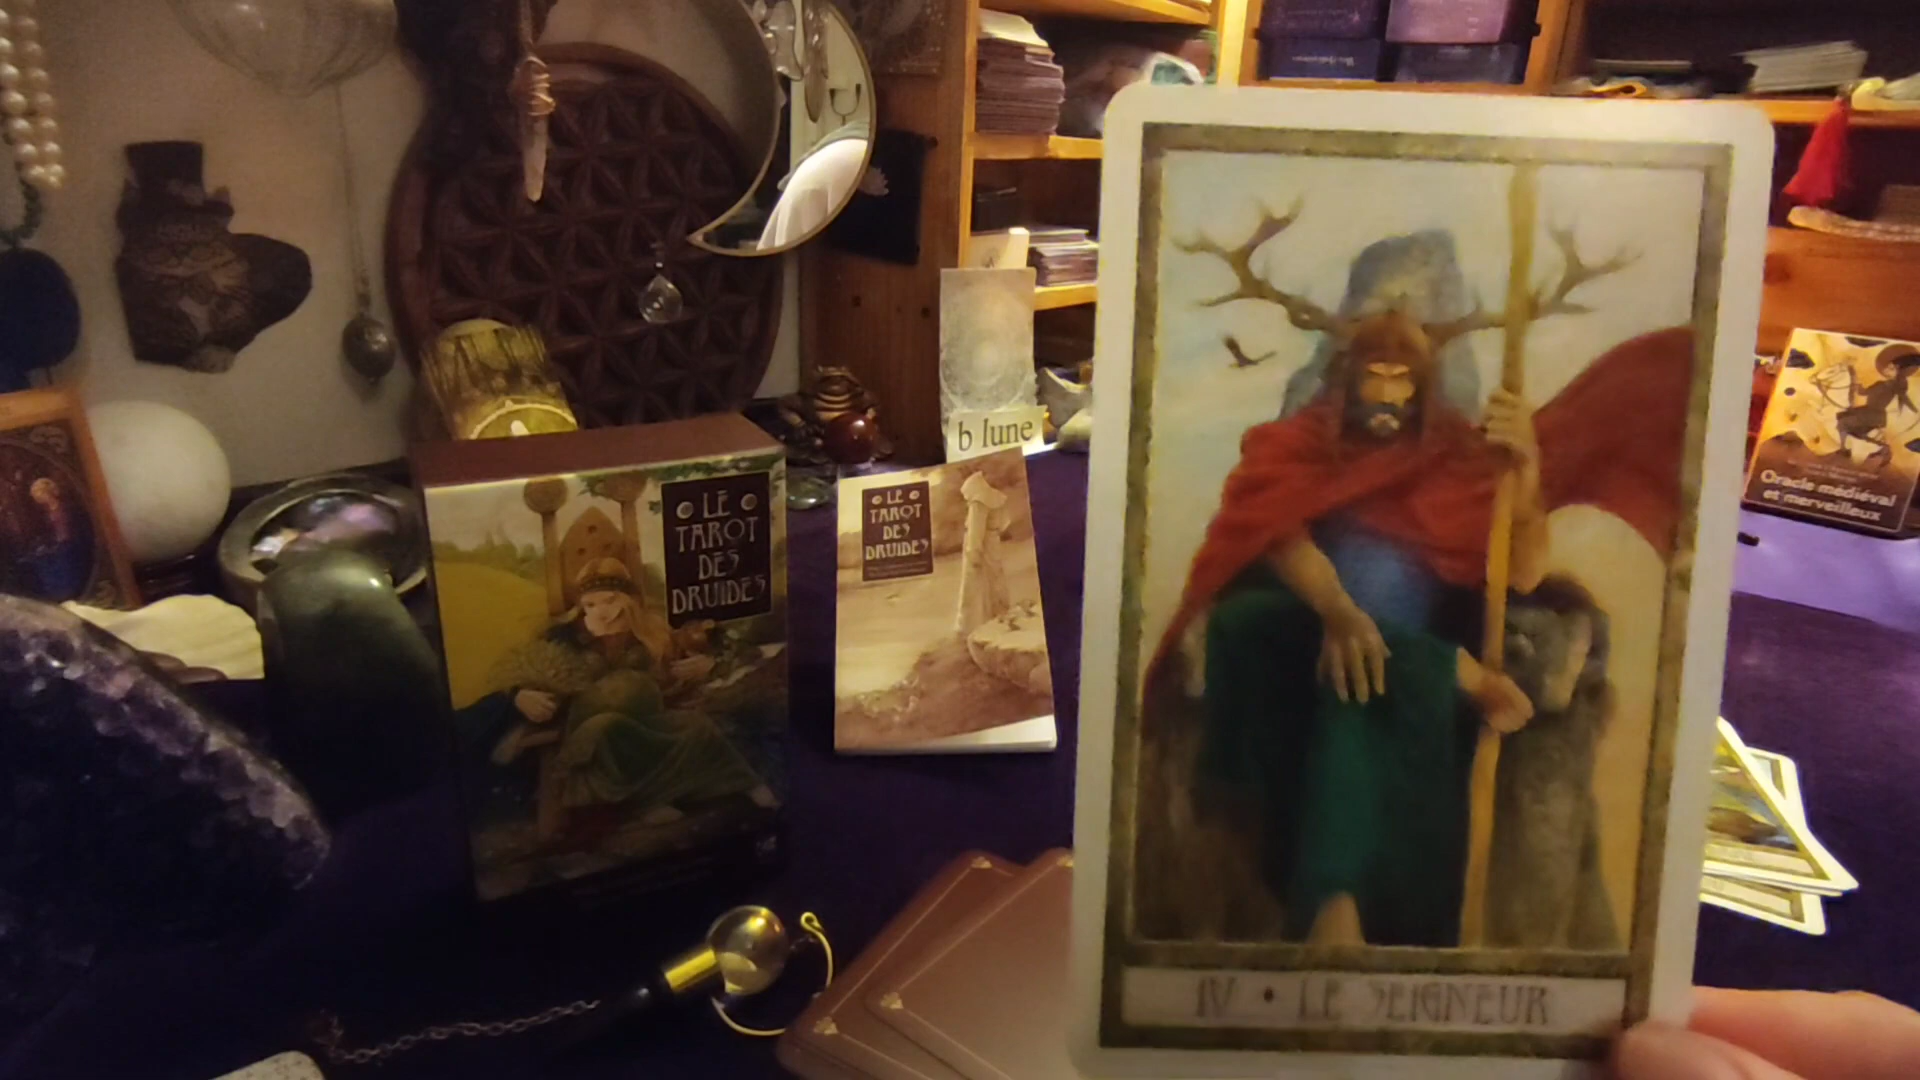 LE
TAROT
DES
DRUIDES
LE
TAROT
DES
DRUIDES
b lune
IV • LE SEIGNEUR
Oracle médiéval
et merveilleux